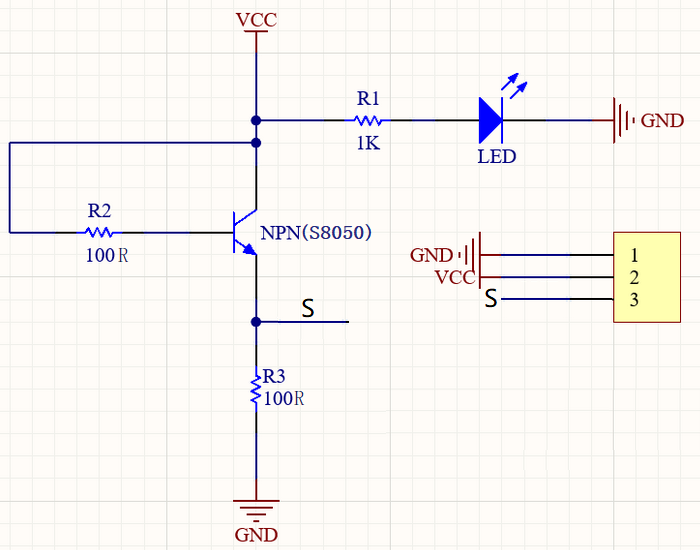 VCC
R1
1K
LED
GND
R2
100R
NPN(S8050)
GND
VCC
S
1
2
3
S
R3
100R
GND